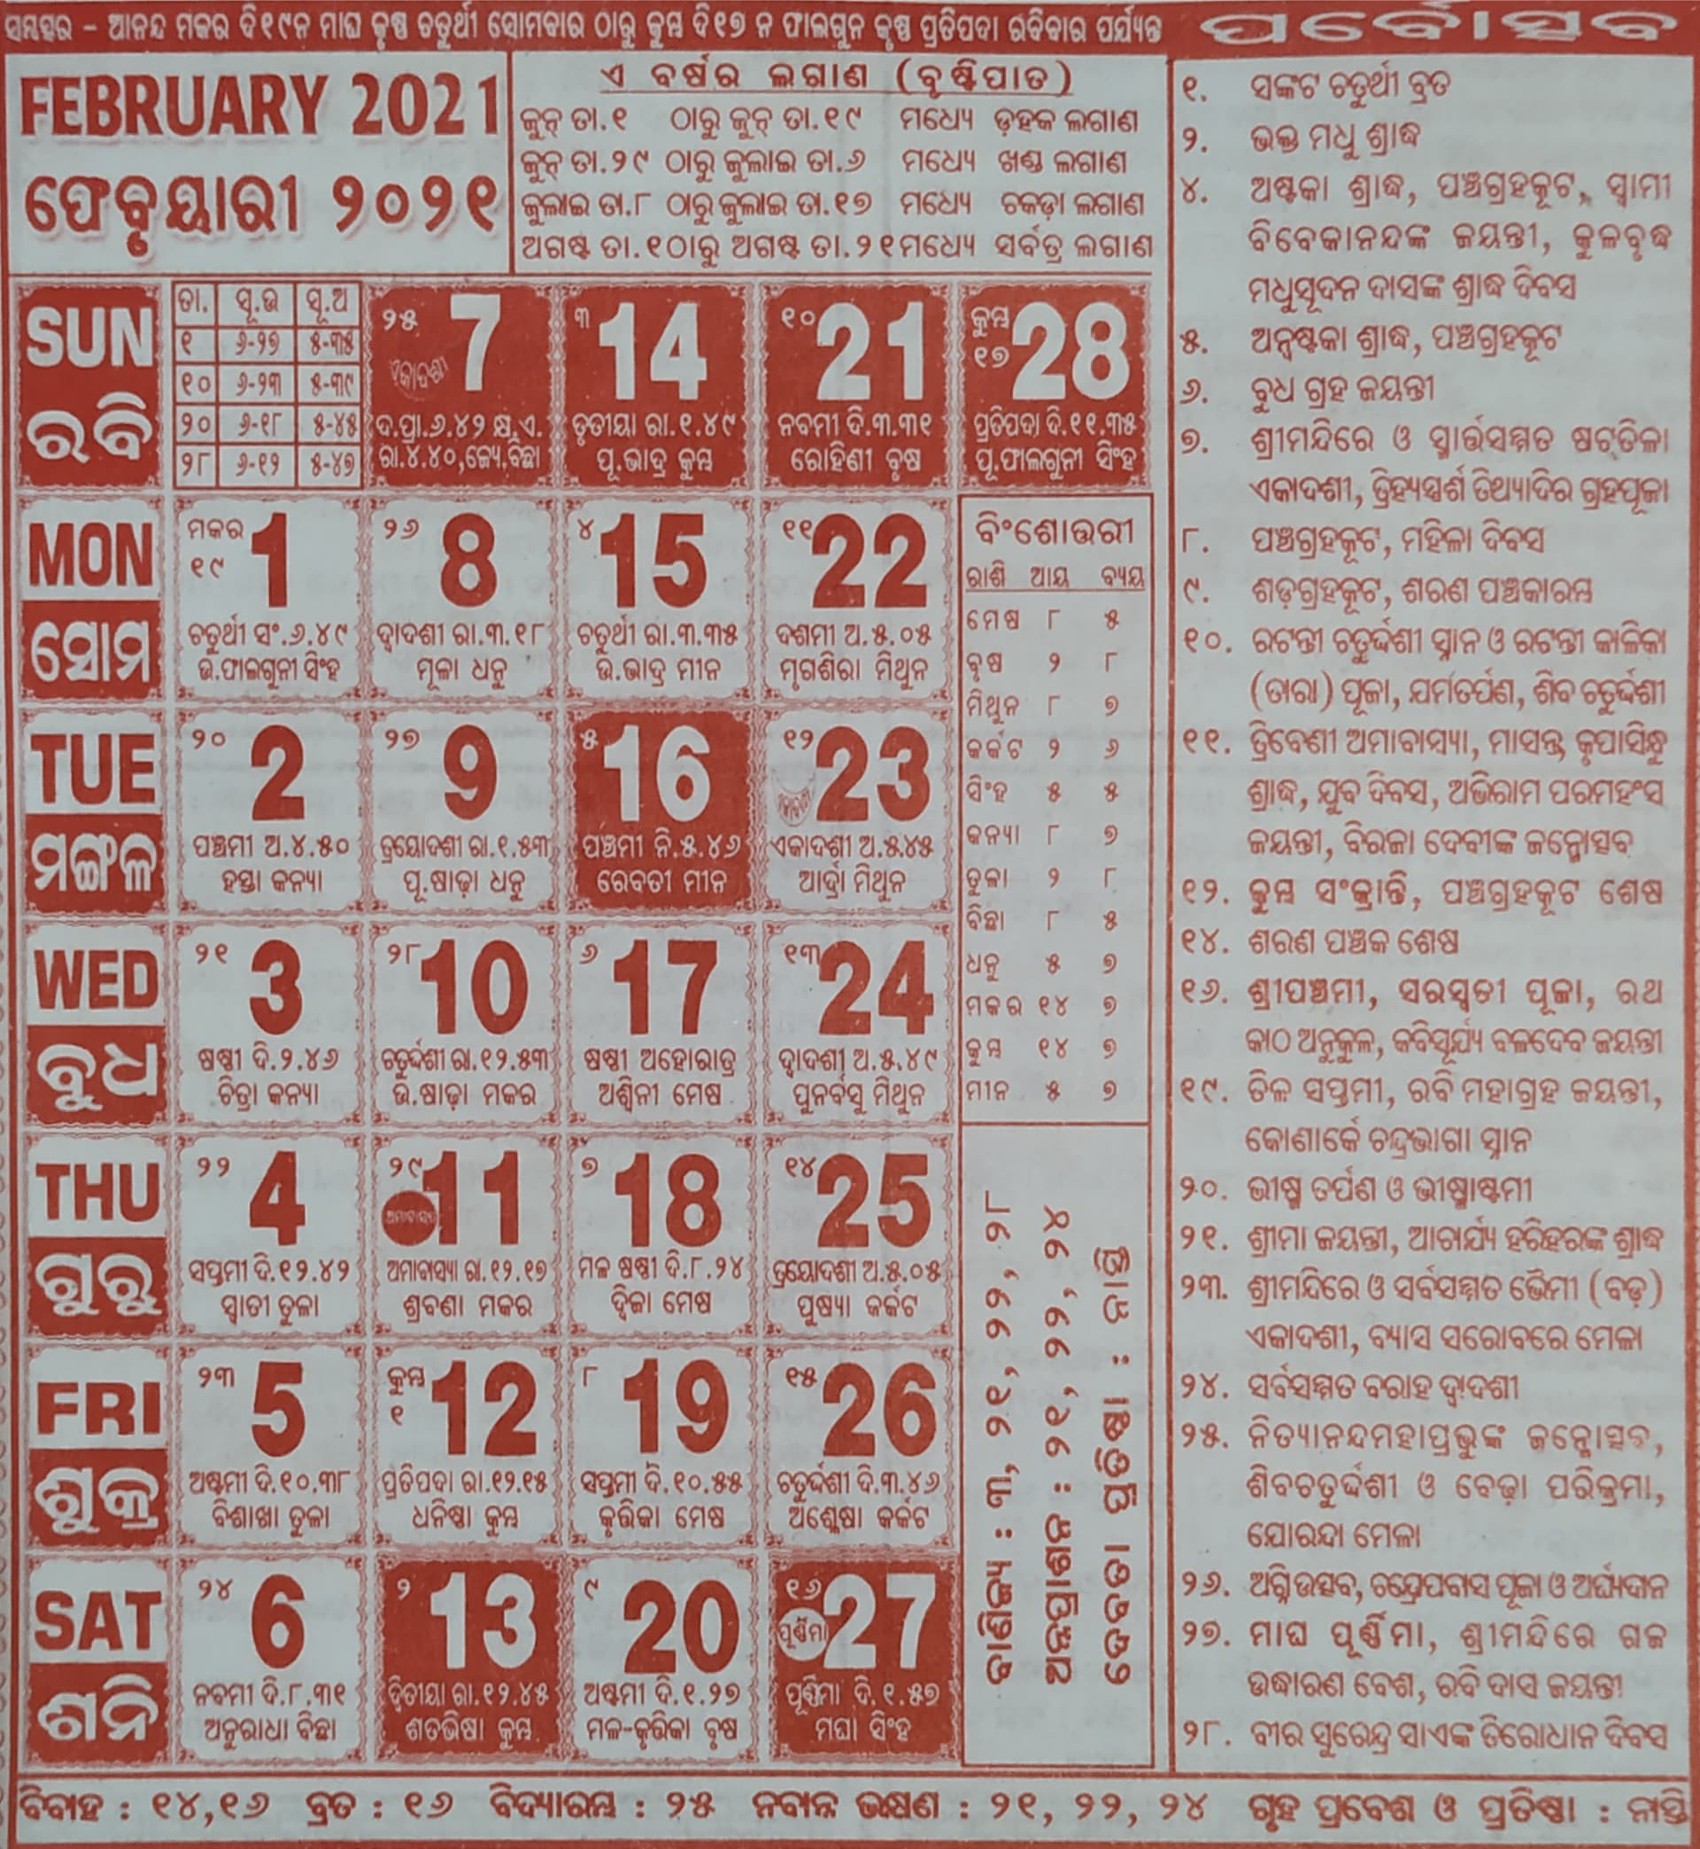 ସମ୍ବତ୍ସର - ଆନନ୍ଦ ମକର ଦି୧୯ନ ମାଘ କୃଷ୍ଣ ଚତୁର୍ଥୀ ସୋମବାର ଠାରୁ କୁମ୍ଭ ଦି୧୭ ନ ଫାଲଗୁନ କୃଷ୍ଣ ପ୍ରତିପଦା ରବିବାର ପର୍ଯ୍ୟନ୍ତ
ପର୍ବୋତ୍ସବ
FEBRUARY 2021
ଫେବୃୟାରୀ ୨୦୨୧
ଏ ବର୍ଷର ଲଗାଣ (ବୃଷ୍ଟିପାତ)
ଜୁନ୍ ତା.୧ ଠାରୁ ଜୁନ୍ ତା.୧୯ ମଧ୍ୟେ ଡ଼ହକ ଲଗାଣ
ଜୁନ୍ ତା.୨୯ ଠାରୁ ଜୁଲାଇ ତା.୬ ମଧ୍ୟେ ଖଣ୍ଡ ଲଗାଣ
ଜୁଲାଇ ତା.୮ ଠାରୁ ଜୁଲାଇ ତା.୧୭ ମଧ୍ୟେ ଚକଡ଼ା ଲଗାଣ
ଅଗଷ୍ଟ ତା.୧ଠାରୁ ଅଗଷ୍ଟ ତା.୨୧ମଧ୍ୟେ ସର୍ବତ୍ର ଲଗାଣ
SUN
ରବି
ତା. ସୂ.ଉ ସୂ.ଅ
୧ ୬-୨୭ ୫-୩୫
୧୦ ୬-୨୩ ୫-୩୯
୨୦ ୬-୧୮ ୫-୪୫
୨୮ ୬-୧୨ ୫-୪୭
୨୫ 7
ଦ.ପ୍ରା.୬.୪୨ କ୍ଷ.ଏ.
ରା.୪.୪୦,ଜ୍ୟେ.ବିଛା
୩ 14
ତୃତୀୟା ରା.୧.୪୯
ପୂ.ଭାଦ୍ର କୁମ୍ଭ
୧୦ 21
ନବମୀ ଦି.୩.୩୧
ରୋହିଣୀ ବୃଷ
କୁମ୍ଭ ୧୭ 28
ପ୍ରତିପଦା ଦି.୧୧.୩୫
ପୂ.ଫାଲଗୁନୀ ସିଂହ
MON
ସୋମ
ମକର ୧୯ 1
ଚତୁର୍ଥୀ ସଂ.୬.୪୯
ଉ.ଫାଲଗୁନୀ ସିଂହ
୨୬ 8
ଦ୍ୱାଦଶୀ ରା.୩.୧୮
ମୂଳା ଧନୁ
୪ 15
ଚତୁର୍ଥୀ ରା.୩.୩୫
ଉ.ଭାଦ୍ର ମୀନ
୧୧ 22
ଦଶମୀ ଅ.୫.୦୫
ମୃଗଶିରା ମିଥୁନ
TUE
ମଙ୍ଗଳ
୨୦ 2
ପଞ୍ଚମୀ ଅ.୪.୫୦
ହସ୍ତା କନ୍ୟା
୨୭ 9
ତ୍ରୟୋଦଶୀ ରା.୧.୫୩
ପୂ.ଷାଢ଼ା ଧନୁ
୫ 16
ପଞ୍ଚମୀ ନି.୫.୪୬
ରେବତୀ ମୀନ
୧୨ 23
ଏକାଦଶୀ ଅ.୫.୪୫
ଆର୍ଦ୍ରା ମିଥୁନ
WED
ବୁଧ
୨୧ 3
ଷଷ୍ଠୀ ଦି.୨.୪୬
ଚିତ୍ରା କନ୍ୟା
୨୮ 10
ଚତୁର୍ଦ୍ଦଶୀ ରା.୧୨.୫୩
ଉ.ଷାଢ଼ା ମକର
୬ 17
ଷଷ୍ଠୀ ଅହୋରାତ୍ର
ଅଶ୍ୱିନୀ ମେଷ
୧୩ 24
ଦ୍ୱାଦଶୀ ଅ.୫.୪୯
ପୁନର୍ବସୁ ମିଥୁନ
THU
ଗୁରୁ
୨୨ 4
ସପ୍ତମୀ ଦି.୧୨.୪୨
ସ୍ୱାତୀ ତୁଳା
୨୯ 11
ଅମାବାସ୍ୟା
ଅମାବାସ୍ୟା ରା.୧୨.୧୭
ଶ୍ରବଣା ମକର
୭ 18
ମଳ ଷଷ୍ଠୀ ଦି.୮.୨୪
ଦ୍ୱିଜା ମେଷ
୧୪ 25
ତ୍ରୟୋଦଶୀ ଅ.୫.୦୫
ପୁଷ୍ୟା କର୍କଟ
FRI
ଶୁକ୍ର
୨୩ 5
ଅଷ୍ଟମୀ ଦି.୧୦.୩୮
ବିଶାଖା ତୁଳା
କୁମ୍ଭ ୧ 12
ପ୍ରତିପଦା ରା.୧୨.୧୫
ଧନିଷ୍ଠା କୁମ୍ଭ
୮ 19
ସପ୍ତମୀ ଦି.୧୦.୫୫
କୃତ୍ତିକା ମେଷ
୧୫ 26
ଚତୁର୍ଦ୍ଦଶୀ ଦି.୩.୪୬
ଅଶ୍ଳେଷା କର୍କଟ
SAT
ଶନି
୨୪ 6
ନବମୀ ଦି.୮.୩୧
ଅନୁରାଧା ବିଛା
୨ 13
ଦ୍ୱିତୀୟା ରା.୧୨.୪୫
ଶତଭିଷା କୁମ୍ଭ
୯ 20
ଅଷ୍ଟମୀ ଦି.୧.୨୭
ମଳ-କୃତ୍ତିକା ବୃଷ
୧୬ 27
ପୂର୍ଣ୍ଣିମା
ପୂର୍ଣ୍ଣିମା ଦି.୧.୫୭
ମଘା ସିଂହ
ବିଂଶୋତ୍ତରୀ
ରାଶି ଆୟ ବ୍ୟୟ
ମେଷ ୮ ୫
ବୃଷ ୨ ୮
ମିଥୁନ ୮ ୭
କର୍କଟ ୨ ୬
ସିଂହ ୫ ୫
କନ୍ୟା ୮ ୭
ତୁଳା ୨ ୮
ବିଛା ୮ ୫
ଧନୁ ୫ ୭
ମକର ୧୪ ୭
କୁମ୍ଭ ୧୪ ୭
ମୀନ ୫ ୭
ବାଣିଜ୍ୟ : ୩, ୨୧, ୨୨, ୨୮
ଅନ୍ନପ୍ରାଶନ : ୨୧, ୨୨, ୨୪
ଦେବତା ପ୍ରତିଷ୍ଠା : ନାସ୍ତି
୧. ସଙ୍କଟ ଚତୁର୍ଥୀ ବ୍ରତ
୨. ଭକ୍ତ ମଧୁ ଶ୍ରାଦ୍ଧ
୪. ଅଷ୍ଟକା ଶ୍ରାଦ୍ଧ, ପଞ୍ଚଗ୍ରହକୂଟ, ସ୍ୱାମୀ
ବିବେକାନନ୍ଦଙ୍କ ଜୟନ୍ତୀ, କୁଳବୃଦ୍ଧ
ମଧୁସୂଦନ ଦାସଙ୍କ ଶ୍ରାଦ୍ଧ ଦିବସ
୫. ଅନ୍ୱଷ୍ଟକା ଶ୍ରାଦ୍ଧ, ପଞ୍ଚଗ୍ରହକୂଟ
୬. ବୁଧ ଗ୍ରହ ଜୟନ୍ତୀ
୭. ଶ୍ରୀମନ୍ଦିରେ ଓ ସ୍ମାର୍ତ୍ତସମ୍ମତ ଷଟ୍‌ତିଳା
ଏକାଦଶୀ, ତ୍ରିହ୍ୟସ୍ପର୍ଶ ତିଥ୍ୟାଦିର ଗ୍ରହପୂଜା
୮. ପଞ୍ଚଗ୍ରହକୂଟ, ମହିଳା ଦିବସ
୯. ଷଡ଼ଗ୍ରହକୂଟ, ଶରଣ ପଞ୍ଚକାରମ୍ଭ
୧୦. ରଟନ୍ତୀ ଚତୁର୍ଦ୍ଦଶୀ ସ୍ନାନ ଓ ରଟନ୍ତୀ କାଳିକା
(ତାରା) ପୂଜା, ଯମତର୍ପଣ, ଶିବ ଚତୁର୍ଦ୍ଦଶୀ
୧୧. ତ୍ରିବେଣୀ ଅମାବାସ୍ୟା, ମାସାନ୍ତ, କୃପାସିନ୍ଧୁ
ଶ୍ରାଦ୍ଧ, ଯୁବ ଦିବସ, ଅଭିରାମ ପରମହଂସ
ଜୟନ୍ତୀ, ବିରଜା ଦେବୀଙ୍କ ଜନ୍ମୋତ୍ସବ
୧୨. କୁମ୍ଭ ସଂକ୍ରାନ୍ତି, ପଞ୍ଚଗ୍ରହକୂଟ ଶେଷ
୧୪. ଶରଣ ପଞ୍ଚକ ଶେଷ
୧୬. ଶ୍ରୀପଞ୍ଚମୀ, ସରସ୍ୱତୀ ପୂଜା, ରଥ
କାଠ ଅନୁକୂଳ, କବିସୂର୍ଯ୍ୟ ବଳଦେବ ଜୟନ୍ତୀ
୧୯. ତିଳ ସପ୍ତମୀ, ରବି ମହାଗ୍ରହ ଜୟନ୍ତୀ,
କୋଣାର୍କେ ଚନ୍ଦ୍ରଭାଗା ସ୍ନାନ
୨୦. ଭୀଷ୍ମ ତର୍ପଣ ଓ ଭୀଷ୍ମାଷ୍ଟମୀ
୨୧. ଶ୍ରୀମା ଜୟନ୍ତୀ, ଆଚାର୍ଯ୍ୟ ହରିହରଙ୍କ ଶ୍ରାଦ୍ଧ
୨୩. ଶ୍ରୀମନ୍ଦିରେ ଓ ସର୍ବସମ୍ମତ ଭୈମୀ (ବଡ଼)
ଏକାଦଶୀ, ବ୍ୟାସ ସରୋବରେ ମେଳା
୨୪. ସର୍ବସମ୍ମତ ବରାହ ଦ୍ୱାଦଶୀ
୨୫. ନିତ୍ୟାନନ୍ଦମହାପ୍ରଭୁଙ୍କ ଜନ୍ମୋତ୍ସବ,
ଶିବଚତୁର୍ଦ୍ଦଶୀ ଓ ବେଢ଼ା ପରିକ୍ରମା,
ଯୋରନ୍ଦା ମେଳା
୨୬. ଅଗ୍ନିଉତ୍ସବ, ଚନ୍ଦ୍ରୋପବାସ ପୂଜା ଓ ଅର୍ଘ୍ୟଦାନ
୨୭. ମାଘ ପୂର୍ଣ୍ଣିମା, ଶ୍ରୀମନ୍ଦିରେ ଗଜ
ଉଦ୍ଧାରଣ ବେଶ, ରବି ଦାସ ଜୟନ୍ତୀ
୨୮. ବୀର ସୁରେନ୍ଦ୍ର ସାଏଙ୍କ ତିରୋଧାନ ଦିବସ
ବିବାହ : ୧୪,୧୬ ବ୍ରତ : ୧୬ ବିଦ୍ୟାରମ୍ଭ : ୨୫ ନବାନ୍ନ ଭକ୍ଷଣ : ୨୧, ୨୨, ୨୪ ଗୃହ ପ୍ରବେଶ ଓ ପ୍ରତିଷ୍ଠା : ନାସ୍ତି